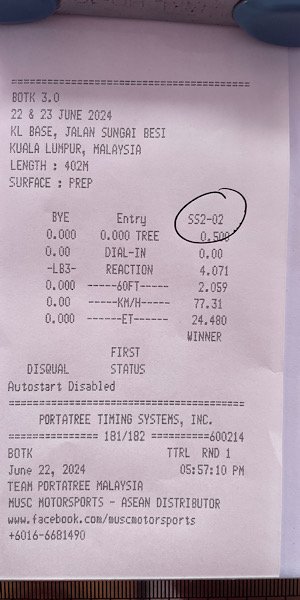 ========================================
BOTK 3.0
22 & 23 JUNE 2024
KL BASE, JALAN SUNGAI BESI
KUALA LUMPUR, MALAYSIA
LENGTH : 402M
SURFACE : PREP
BYE Entry SS2-02
0.000 0.000 TREE 0.500
0.00 DIAL-IN 0.00
-LB3- REACTION 4.071
0.000 ------60FT------ 2.059
0.00 ------KM/H------ 77.31
0.000 -------ET------- 24.480
WINNER
FIRST
DISQUAL STATUS
Autostart Disabled
========================================
PORTATREE TIMING SYSTEMS, INC.
================ 181/182 ==========600214
BOTK TTRL RND 1
June 22, 2024 05:57:10 PM
TEAM PORTATREE MALAYSIA
MUSC MOTORSPORTS - ASEAN DISTRIBUTOR
www.facebook.com/muscmotorsports
+6016-6681490